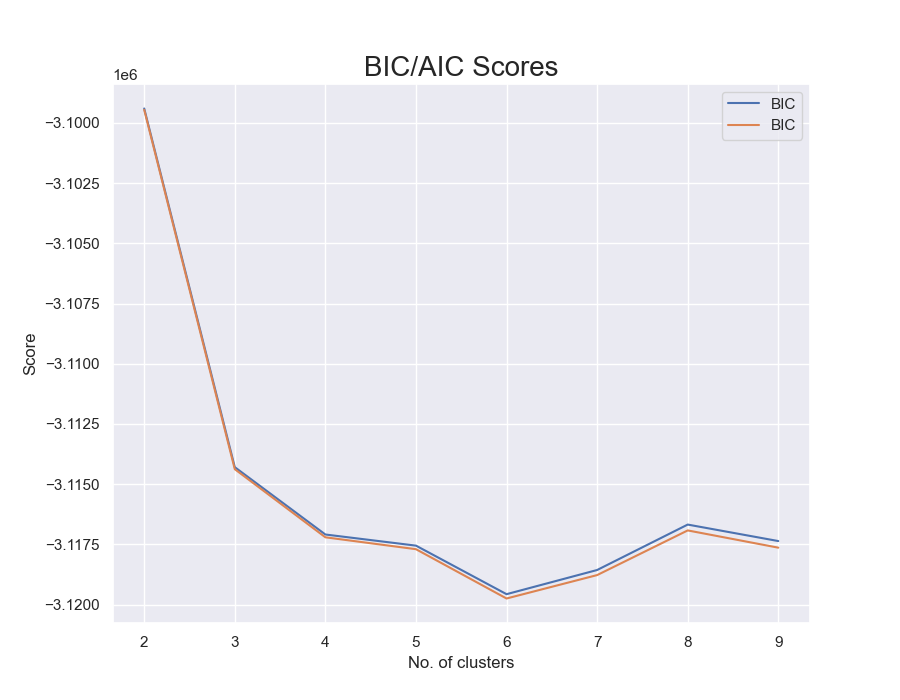 BIC/AIC Scores
1e6
BIC
BIC
−3.1000
−3.1025
−3.1050
−3.1075
−3.1100
−3.1125
−3.1150
−3.1175
−3.1200
Score
2 3 4 5 6 7 8 9
No. of clusters